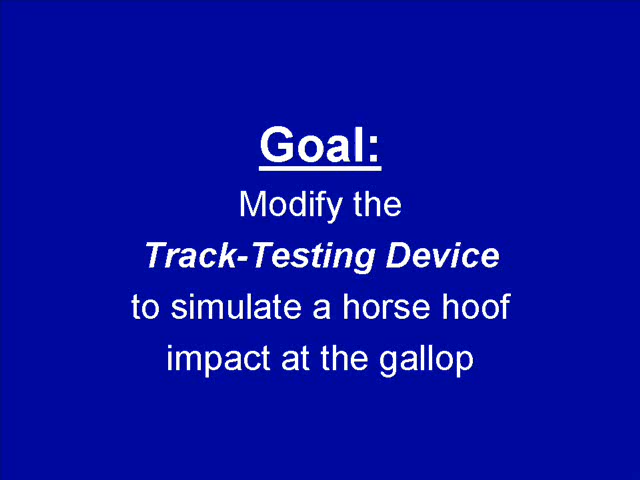 Goal:
Modify the
Track-Testing Device
to simulate a horse hoof
impact at the gallop